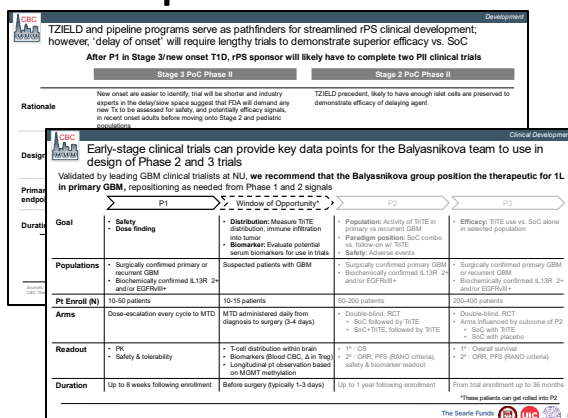 CBC
Development
TZIELD and pipeline programs serve as pathfinders for streamlined rPS clinical development;
however, 'delay of onset' will require lengthy trials to demonstrate superior efficacy vs. SoC
After P1 in Stage 3/new onset T1D, rPS sponsor will likely have to complete two PII clinical trials
Stage 3 PoC Phase II Stage 2 PoC Phase II
Rationale
New onset are easier to identify, trial will be shorter and industry
experts in the delay/slow space suggest that FDA will demand any
new Tx to be assessed for safety, and potentially efficacy signals,
in recent onset adults before moving onto Stage 2 and pediatric
populations
TZIELD precedent, likely to have enough islet cells are preserved to
demonstrate efficacy of delaying agent
Design
Primar
endpoi
Duratio
CBC
Clinical Developmen
Early-stage clinical trials can provide key data points for the Balyasnikova team to use in
design of Phase 2 and 3 trials
Validated by leading GBM clinical trialists at NU, we recommend that the Balyasnikova group position the therapeutic for 1L
in primary GBM, repositioning as needed from Phase 1 and 2 signals
P1 Window of Opportunity* P2 P3
Goal
• Safety
• Dose finding
• Distribution: Measure TriTE
distribution, immune infiltration
into tumor
• Biomarker: Evaluate potential
serum biomarkers for use in trials
• Population: Activity of TriTE in
primary vs recurrent GBM
• Paradigm position: SoC combo
vs. follow-on w/ TriTE
• Safety: Adverse events
• Efficacy: TriTE use vs. SoC alone
in selected population
Populations
• Surgically confirmed primary or
recurrent GBM
• Biochemically confirmed IL13R 2+
and/or EGFRvIII+
Suspected patients with GBM
• Surgically confirmed primary GBM
• Biochemically confirmed IL13R 2+
and/or EGFRvIII+
• Surgically confirmed primary GBM
or recurrent GBM
• Biochemically confirmed IL13R 2+
and/or EGFRvIII+
Pt Enroll (N) 10-50 patients 10-15 patients 50-200 patients 200-400 patients
Arms
Dose-escalation every cycle to MTD
MTD administered daily from
diagnosis to surgery (3-4 days)
• Double-blind, RCT
• SoC followed by TriTE
• SoC+TriTE, followed by TriTE
• Double-blind, RCT
• Arms influenced by outcome of P2
• SoC with TriTE
• SoC with placebo
Readout
• PK
• Safety & tolerability
• T-cell distribution within brain
• Biomarkers (Blood CBC, Δ in Treg)
• Longitudinal pt observation based
on MGMT methylation
• 1º : OS
• 2º : ORR, PFS (RANO criteria),
safety & biomarker readout
• 1º : Overall survival
• 2º : ORR, PFS (RANO criteria)
Duration Up to 8 weeks following enrollment Before surgery (typically 1-3 days) Up to 1 year following enrollment From trial enrollment up to 36 months
*These patients can get rolled into P2
The Searle Funds
UIC